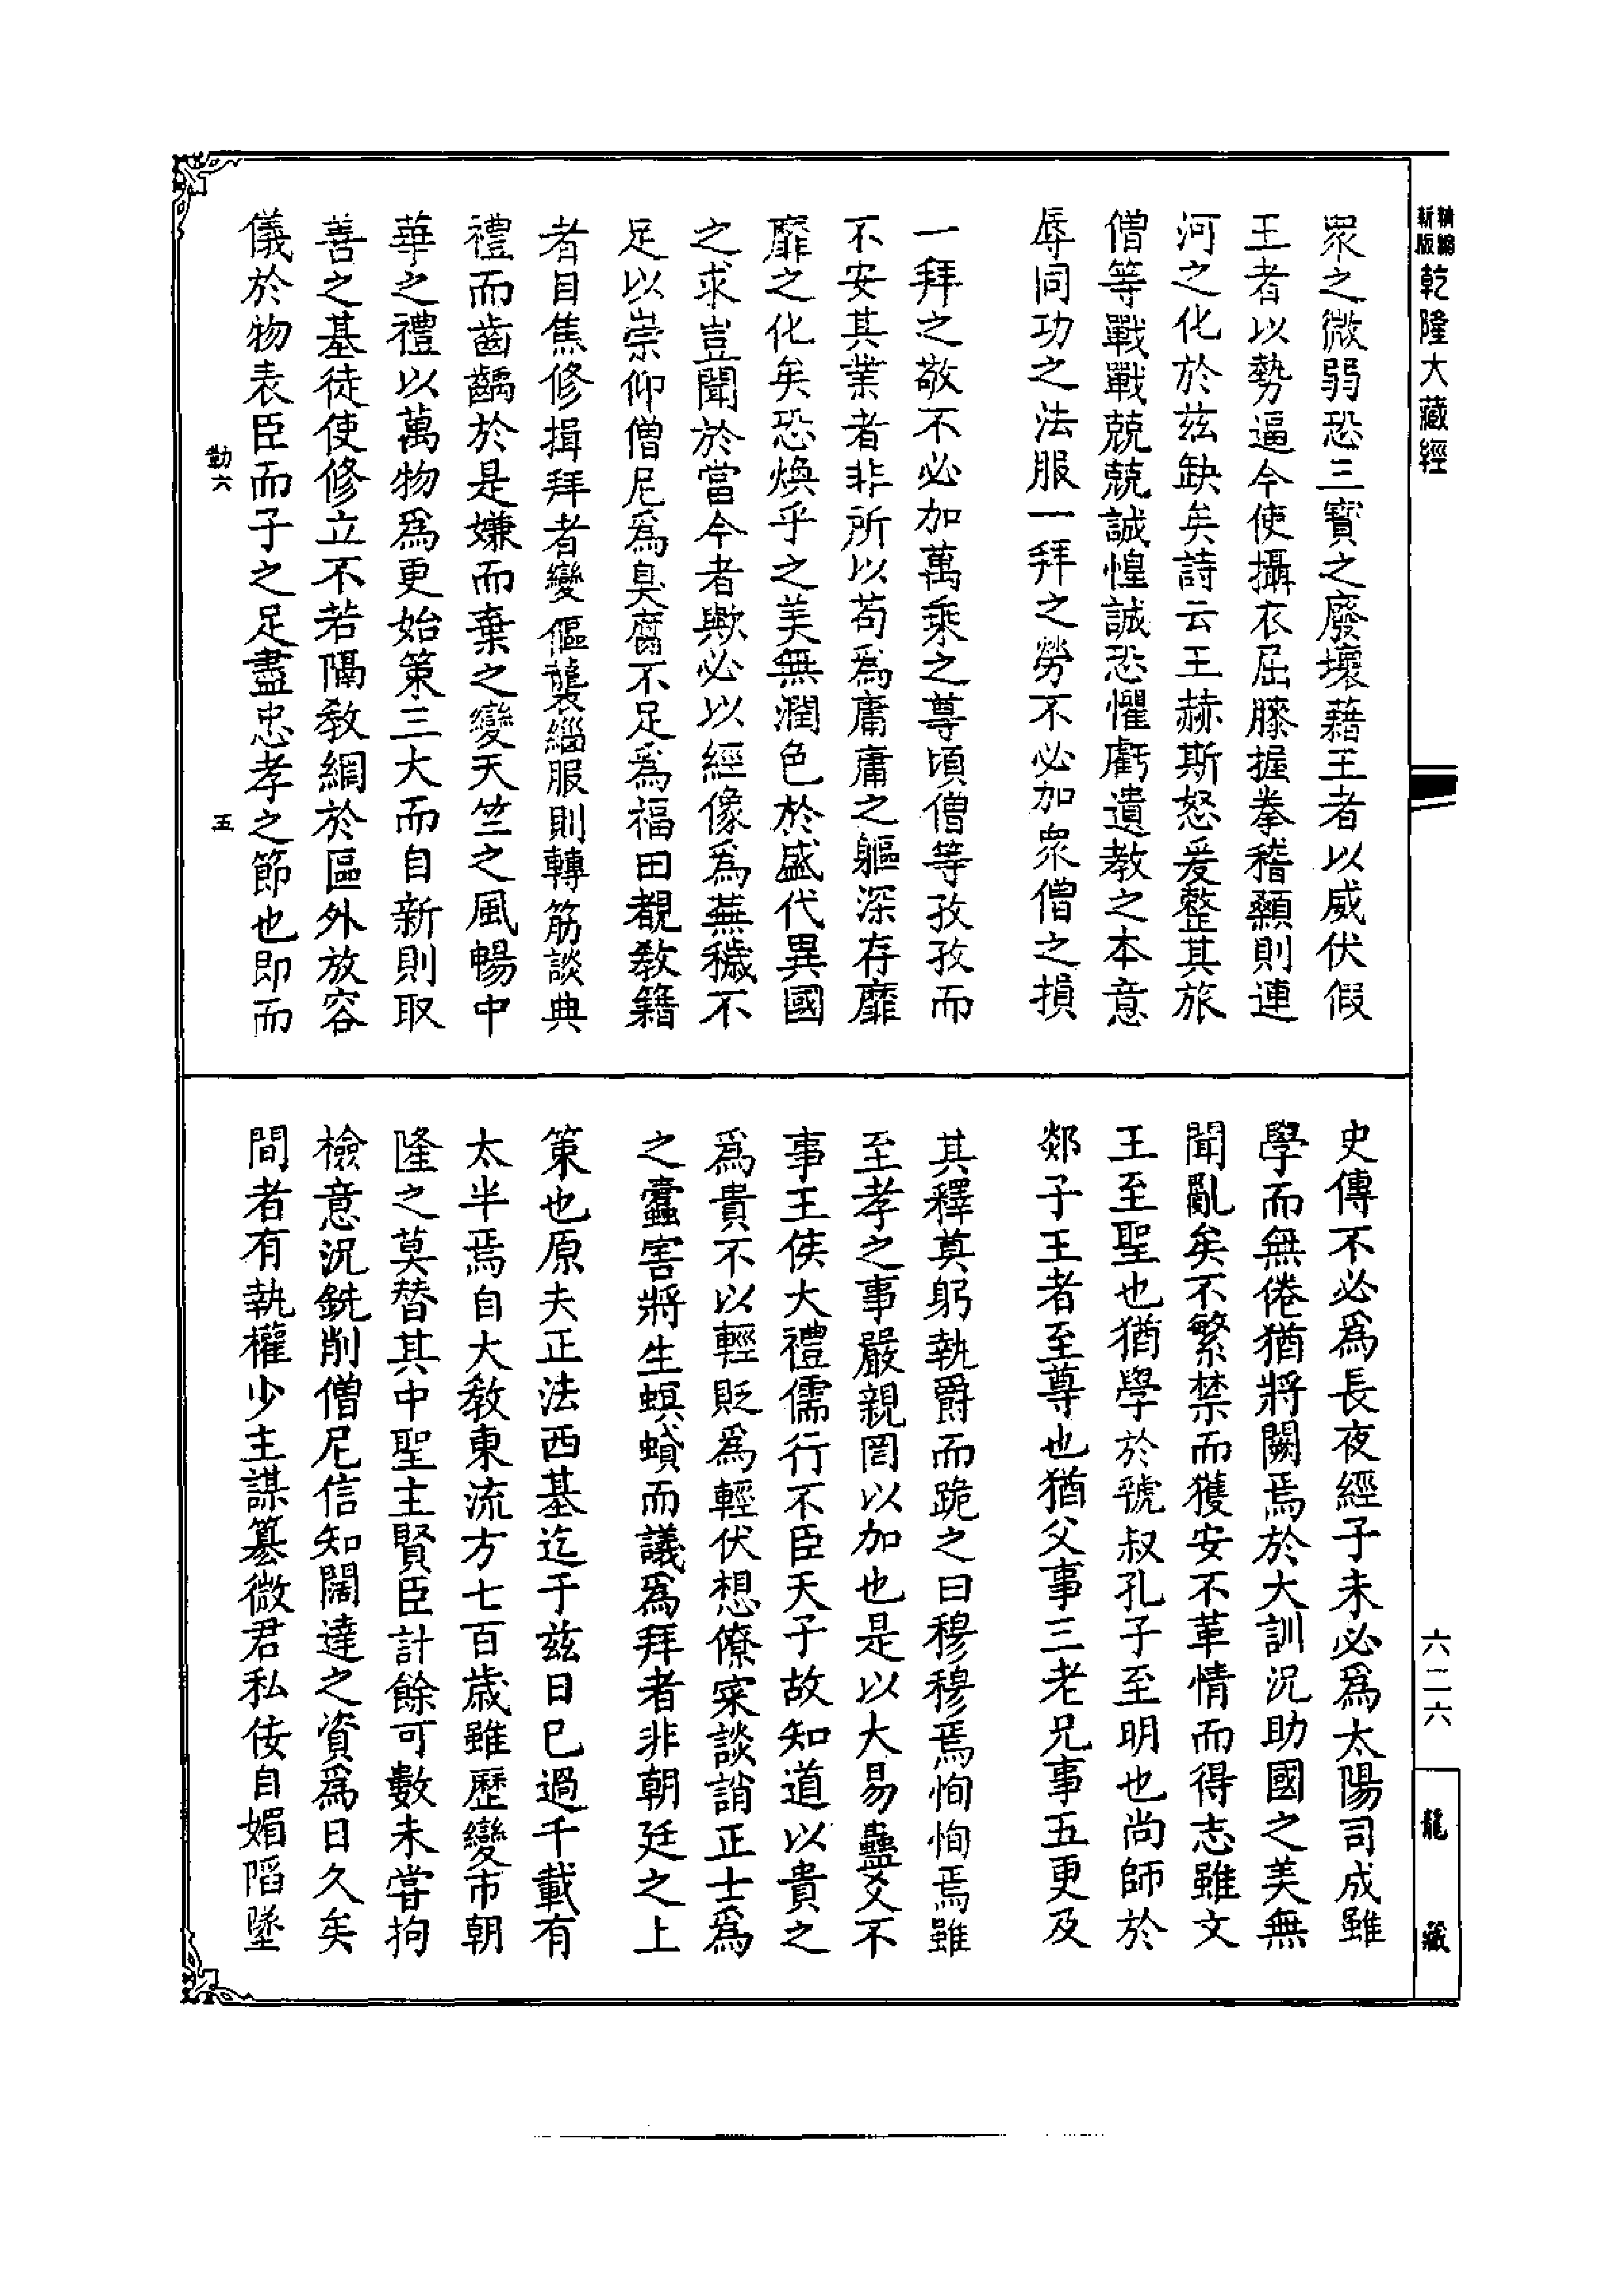 精編
新版
乾隆大藏經
眾之微弱恐三寶之廢壞藉王者以威伏假
王者以勢逼今使攝衣屈膝握拳稽顙則連
河之化於茲缺矣詩云王赫斯怒爰整其旅
僧等戰戰兢兢誠惶誠恐懼虧遺教之本意
辱同功之法服一拜之勞不必加眾僧之損
一拜之敬不必加萬乘之尊頃僧等孜孜而
不安其業者非所以苟為庸庸之軀深存靡
靡之化矣恐煥乎之美無潤色於盛代異國
之求豈聞於當今者歟必以經像為蕪穢不
足以崇仰僧尼為臭腐不足為福田覩教籍
者目焦修揖拜者變傴襲緇服則轉筋談典
禮而齒齲於是嫌而棄之變天竺之風暢中
華之禮以萬物為更始策三大而自新則取
善之基徒使修立不若隔教網於區外放容
儀於物表臣而子之足盡忠孝之節也即而
勤六
五
史傳不必為長夜經子未必為太陽司成雖
學而無倦猶將闕焉於大訓況助國之美無
聞亂矣不繁禁而獲安不革情而得志雖文
王至聖也猶學於虢叔孔子至明也尚師於
郯子王者至尊也猶父事三老兄事五更及
其釋奠躬執爵而跪之曰穆穆焉恂恂焉雖
至孝之事嚴親罔以加也是以大易蠱爻不
事王侯大禮儒行不臣天子故知道以貴之
為貴不以輕貶為輕伏想僚寀談誚正士為
之蠹害將生螟蟘而議為拜者非朝廷之上
策也原夫正法西基迄于茲日已過千載有
太半焉自大教東流方七百歲雖歷變市朝
隆之莫替其中聖主賢臣計餘可數未嘗拘
檢意況銑削僧尼信知闊達之資為日久矣
間者有執權少主謀篡微君私佞自媚陷墜
六二六
龍藏